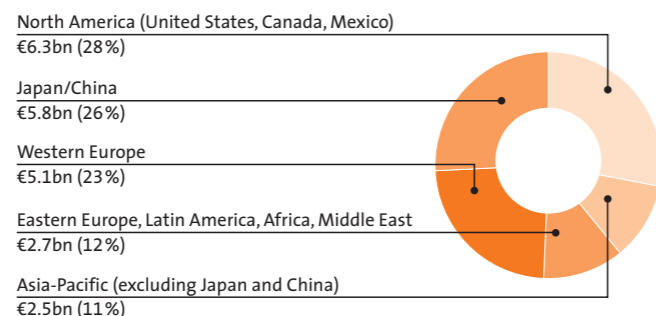 North America (United States, Canada, Mexico)
€6.3bn (28%)
Japan/China
€5.8bn (26%)
Western Europe
€5.1bn (23%)
Eastern Europe, Latin America, Africa, Middle East
€2.7bn (12%)
Asia-Pacific (excluding Japan and China)
€2.5bn (11%)